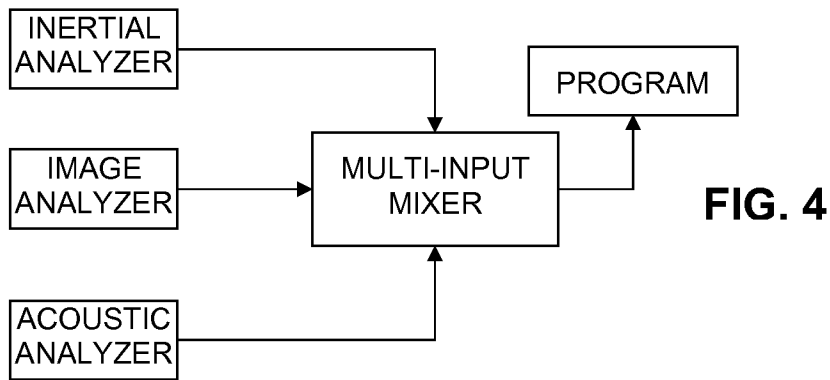 INERTIAL
ANALYZER
PROGRAM
IMAGE
ANALYZER
MULTI-INPUT
MIXER
FIG. 4
ACOUSTIC
ANALYZER